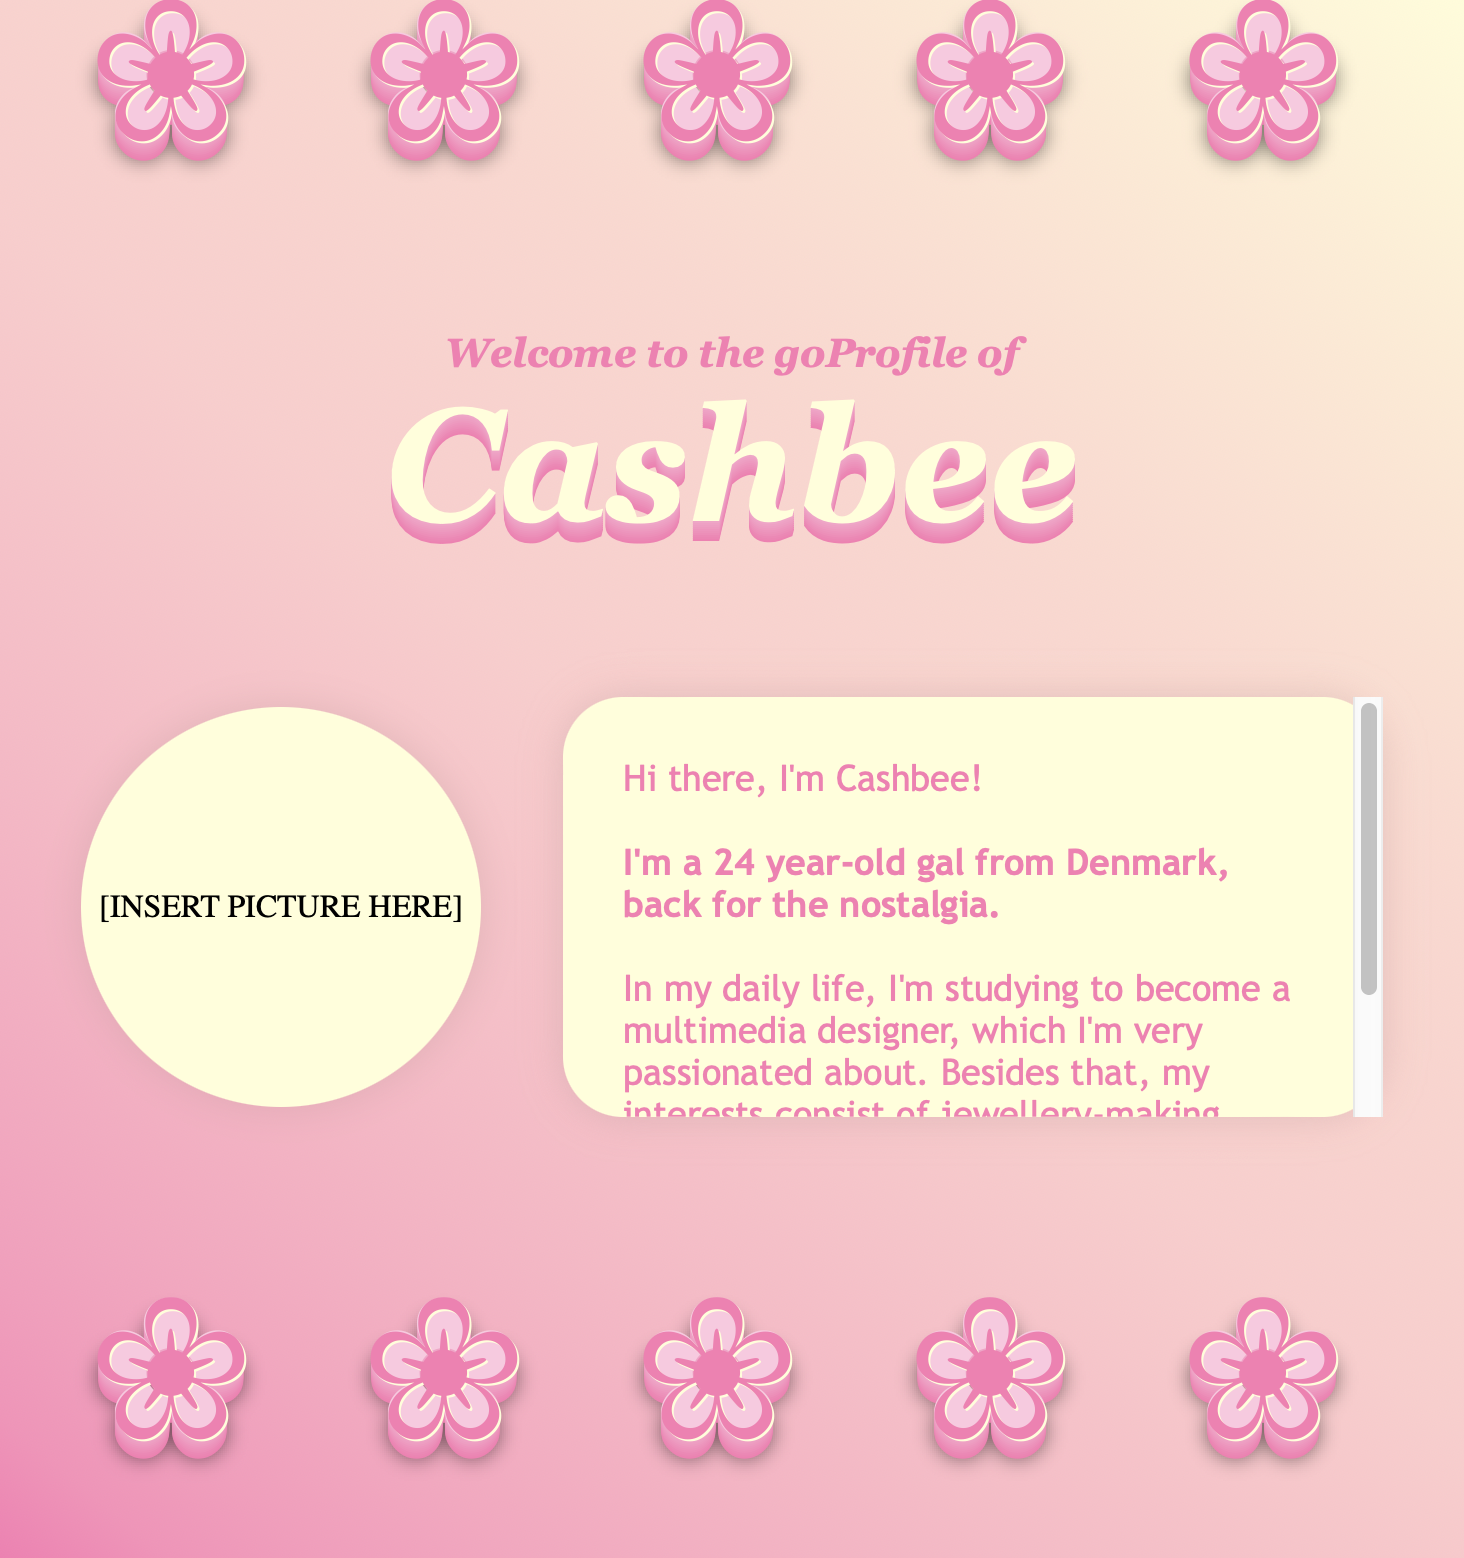 Welcome to the goProfile of
Cashbee
[INSERT PICTURE HERE]
Hi there, I'm Cashbee!
I'm a 24 year-old gal from Denmark,
back for the nostalgia.
In my daily life, I'm studying to become a
multimedia designer, which I'm very
passionated about. Besides that, my
interests consist of jewellery-making